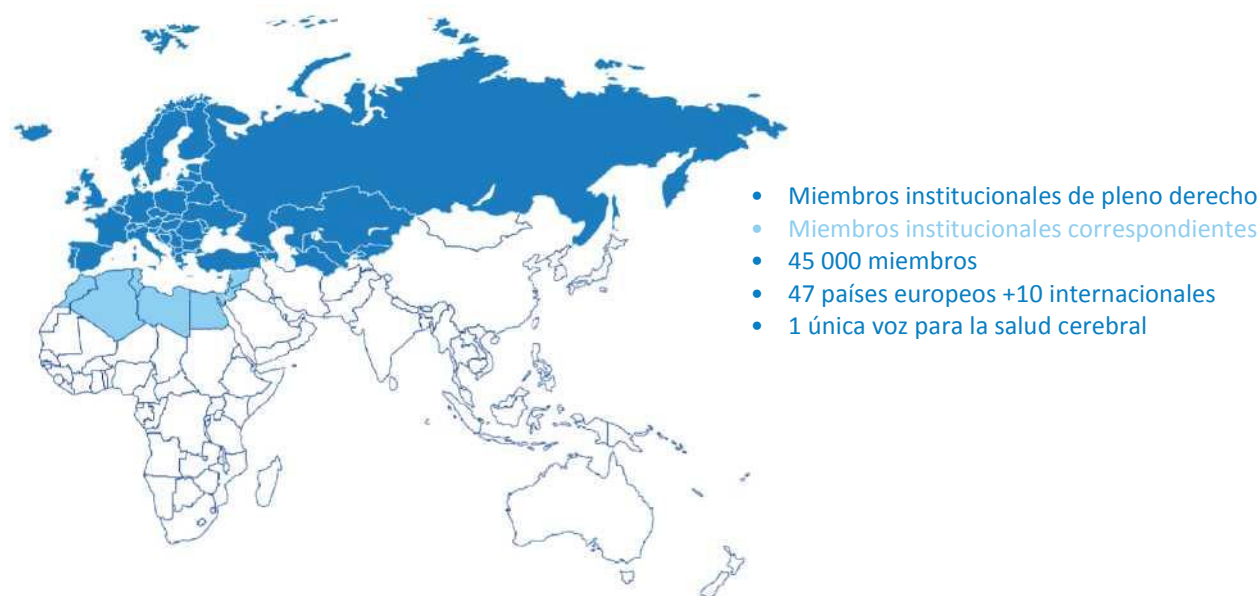 • Miembros institucionales de pleno derecho
• Miembros institucionales correspondientes
• 45 000 miembros
• 47 países europeos +10 internacionales
• 1 única voz para la salud cerebral